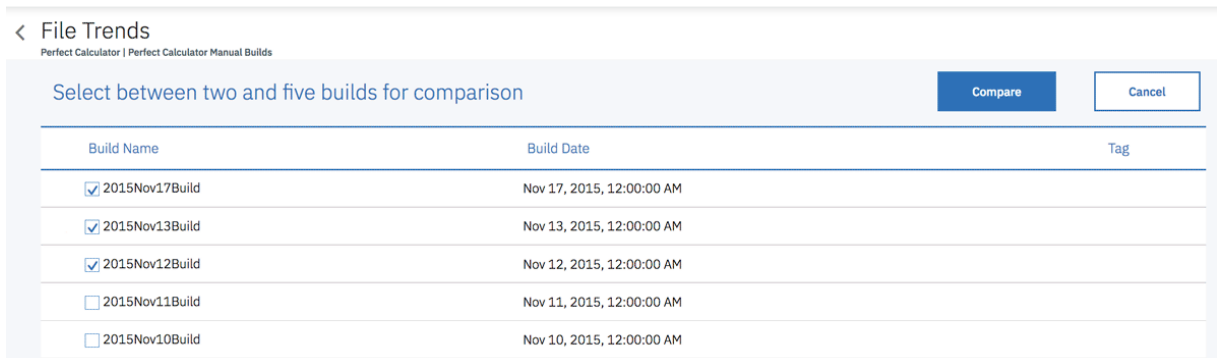 File Trends
Perfect Calculator | Perfect Calculator Manual Builds
Select between two and five builds for comparison Compare Cancel
Build Name Build Date Tag
2015Nov17Build Nov 17, 2015, 12:00:00 AM
2015Nov13Build Nov 13, 2015, 12:00:00 AM
2015Nov12Build Nov 12, 2015, 12:00:00 AM
2015Nov11Build Nov 11, 2015, 12:00:00 AM
2015Nov10Build Nov 10, 2015, 12:00:00 AM